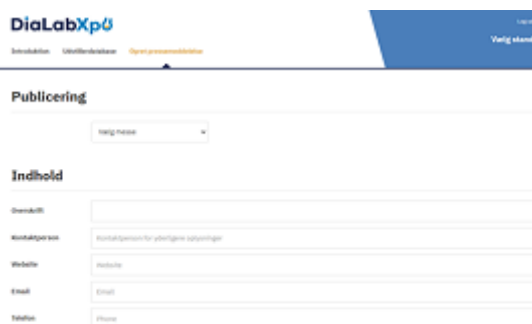 DiaLabXpo
Introduktion Udstillerdatabase Opret pressemeddelelse
Log
Vælg stand
Publicering
Vælg messe
Indhold
Overskrift
Kontaktperson Kontaktperson for yderligere oplysninger
Website Website
Email Email
Telefon Phone